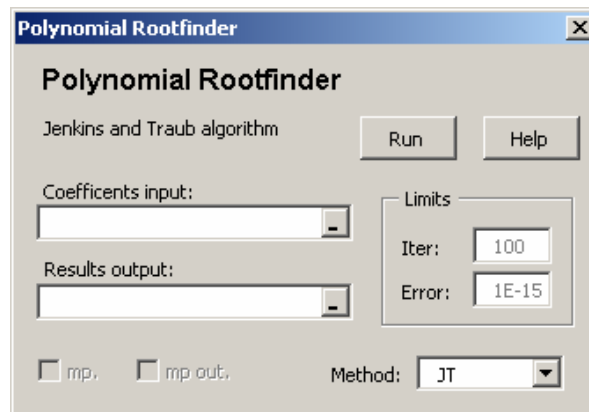 Polynomial Rootfinder
Polynomial Rootfinder
Jenkins and Traub algorithm
Run
Help
Coefficents input:
Limits
Iter:
100
Results output:
Error:
1E-15
mp.
mp out.
Method:
JT